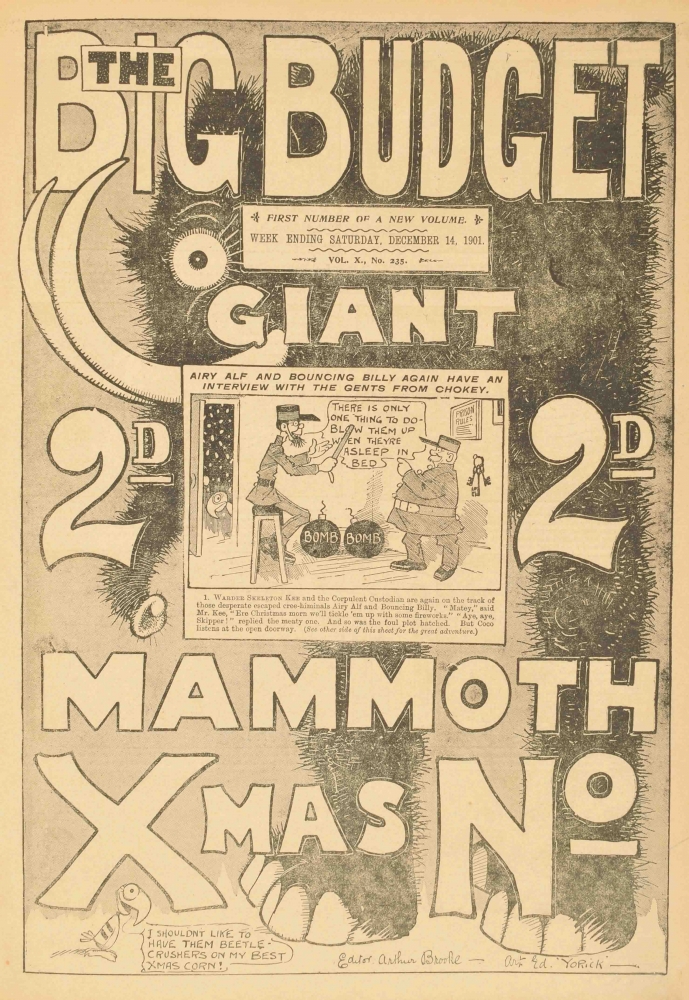 THE
BIG BUDGET
FIRST NUMBER OF A NEW VOLUME.
WEEK ENDING SATURDAY, DECEMBER 14, 1901.
VOL. X., No. 235.
GIANT
AIRY ALF AND BOUNCING BILLY AGAIN HAVE AN
INTERVIEW WITH THE GENTS FROM CHOKEY.
2D
2D
THERE IS ONLY
ONE THING TO DO-
BLOW THEM UP
WEN THEYRE
ASLEEP IN
BED
PRISON
RULES
BOMB
BOMB
1. WARDER SKELETON KEE and the Corpulent Custodian are again on the track of
those desperate escaped cree-himinals Airy Alf and Bouncing Billy. "Matey," said
Mr. Kee, "Ere Christmas morn we'll tickle 'em up with some fireworks." "Aye, aye,
Skipper!" replied the meaty one. And so was the foul plot hatched. But Coco
listens at the open doorway. (See other side of this sheet for the great adventure.)
MAMMOTH
XMAS No
I SHOULDNT LIKE TO
HAVE THEM BEETLE-
CRUSHERS ON MY BEST
XMAS CORN!
Editor Arthur Brooke - Art Ed. 'YORICK' -